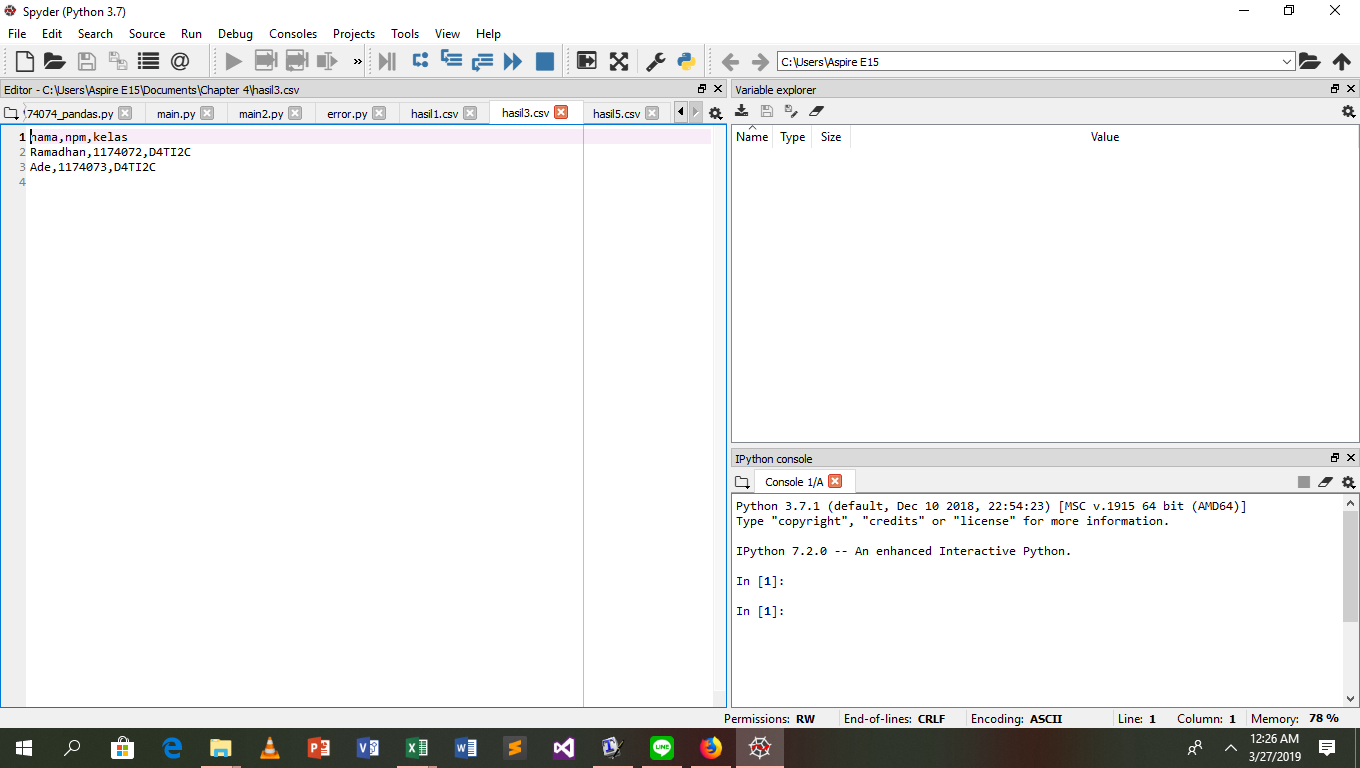 Spyder (Python 3.7)
File Edit Search Source Run Debug Consoles Projects Tools View Help
C:\Users\Aspire E15
Editor - C:\Users\Aspire E15\Documents\Chapter 4\hasil3.csv
74074_pandas.py main.py main2.py error.py hasil1.csv hasil3.csv hasil5.csv
1 nama,npm,kelas
2 Ramadhan,1174072,D4TI2C
3 Ade,1174073,D4TI2C
4
Variable explorer
Name Type Size Value
IPython console
Console 1/A
Python 3.7.1 (default, Dec 10 2018, 22:54:23) [MSC v.1915 64 bit (AMD64)]
Type "copyright", "credits" or "license" for more information.
IPython 7.2.0 -- An enhanced Interactive Python.
In [1]:
In [1]:
Permissions: RW End-of-lines: CRLF Encoding: ASCII Line: 1 Column: 1 Memory: 78 %
12:26 AM
3/27/2019